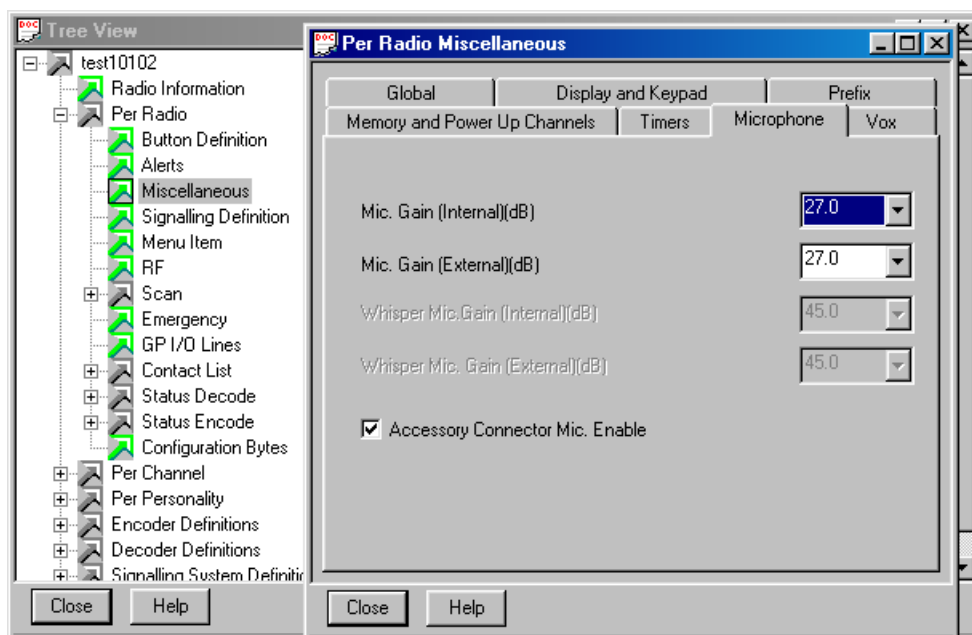 Tree View
test10102
Radio Information
Per Radio
Button Definition
Alerts
Miscellaneous
Signalling Definition
Menu Item
RF
Scan
Emergency
GP I/O Lines
Contact List
Status Decode
Status Encode
Configuration Bytes
Per Channel
Per Personality
Encoder Definitions
Decoder Definitions
Signalling System Definitio
Close Help
Per Radio Miscellaneous
Global Display and Keypad Prefix
Memory and Power Up Channels Timers Microphone Vox
Mic. Gain (Internal)(dB) 27.0
Mic. Gain (External)(dB) 27.0
Whisper Mic.Gain (Internal)(dB) 45.0
Whisper Mic. Gain (External)(dB) 45.0
Accessory Connector Mic. Enable
Close Help